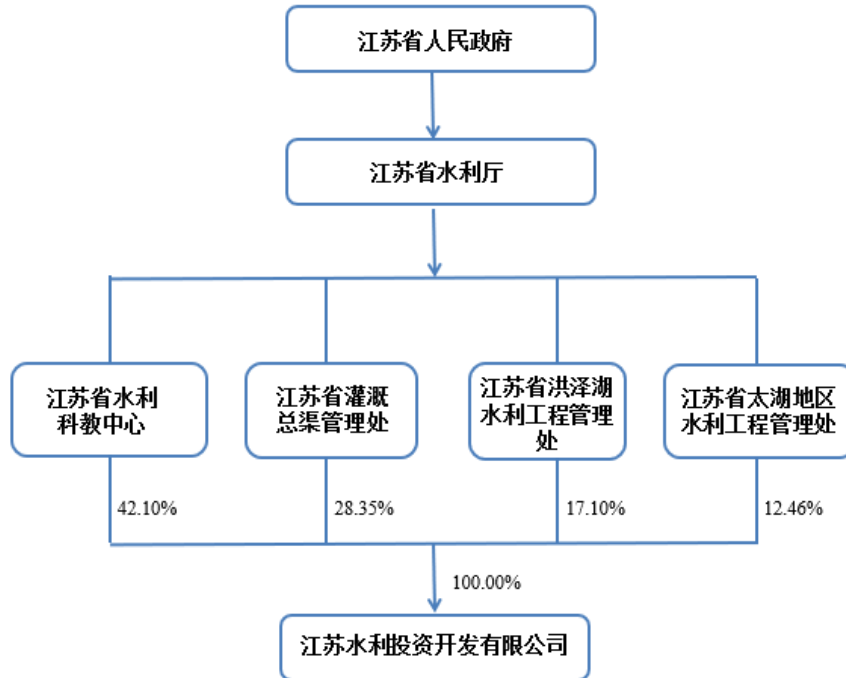 江苏省人民政府
江苏省水利厅
江苏省水利
科教中心
江苏省灌溉
总渠管理处
江苏省洪泽湖
水利工程管理
处
江苏省太湖地区
水利工程管理处
42.10%
28.35%
17.10%
12.46%
100.00%
江苏水利投资开发有限公司